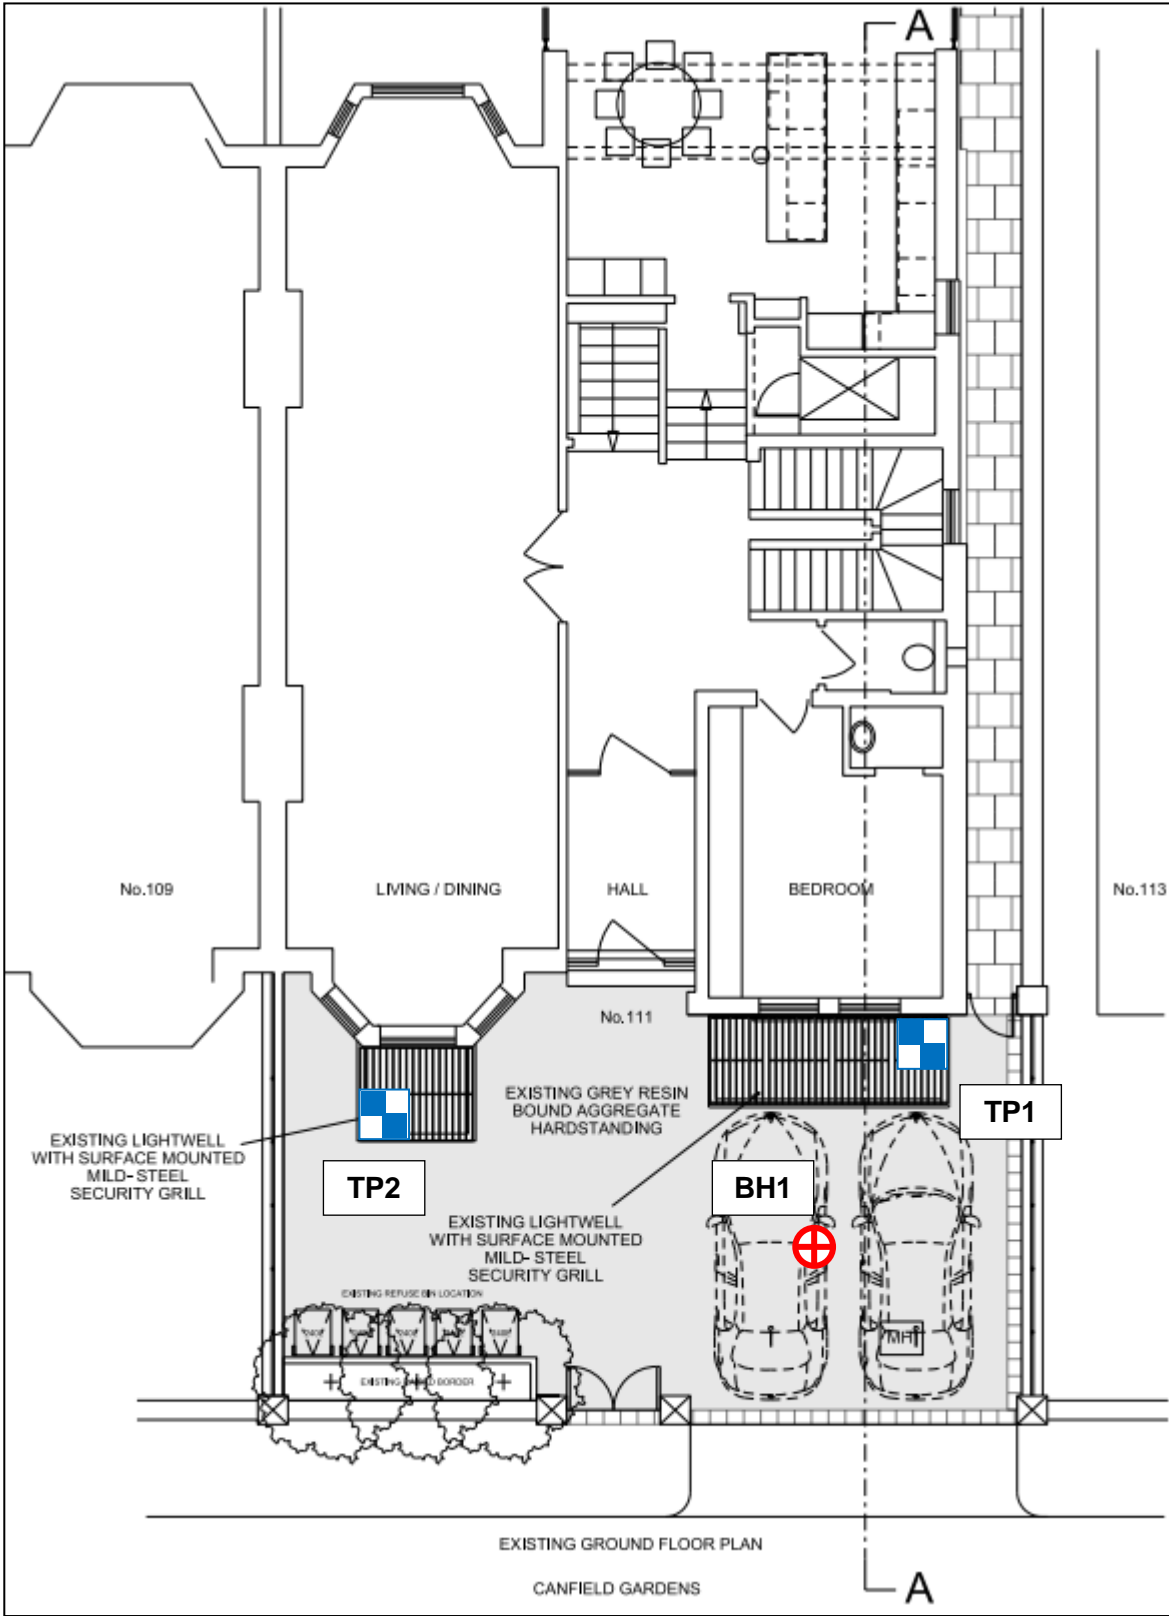 A
No.109
LIVING / DINING
HALL
BEDROOM
No.113
No.111
EXISTING GREY RESIN
BOUND AGGREGATE
HARDSTANDING
TP1
EXISTING LIGHTWELL
WITH SURFACE MOUNTED
MILD- STEEL
SECURITY GRILL
TP2
BH1
EXISTING LIGHTWELL
WITH SURFACE MOUNTED
MILD- STEEL
SECURITY GRILL
EXISTING REFUSE BIN LOCATION
MH
EXISTING BORDER
EXISTING GROUND FLOOR PLAN
CANFIELD GARDENS
A